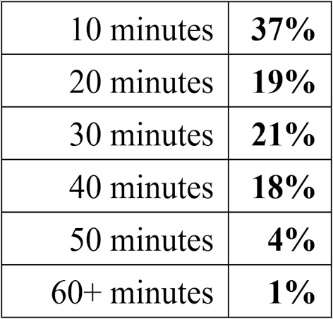 10 minutes 37%
20 minutes 19%
30 minutes 21%
40 minutes 18%
50 minutes 4%
60+ minutes 1%